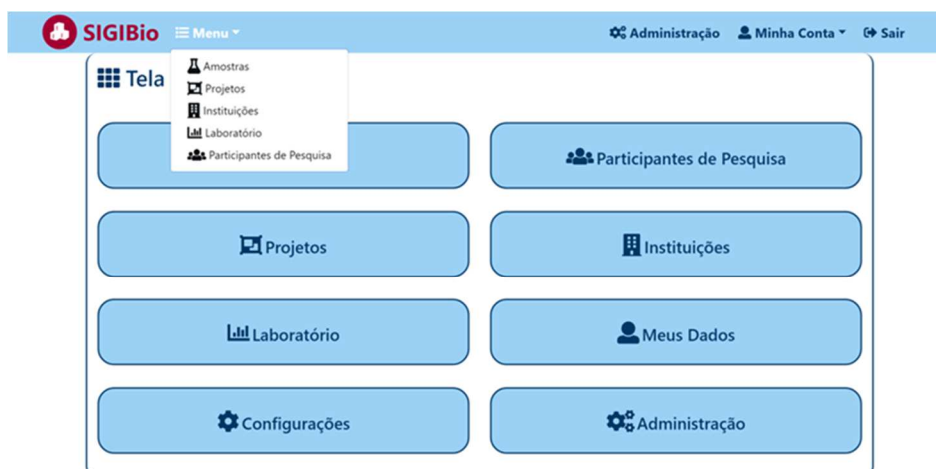 SIGIBio Menu Administração Minha Conta Sair
Tela
Amostras
Projetos
Instituições
Laboratório
Participantes de Pesquisa
Participantes de Pesquisa
Projetos Instituições
Laboratório Meus Dados
Configurações Administração